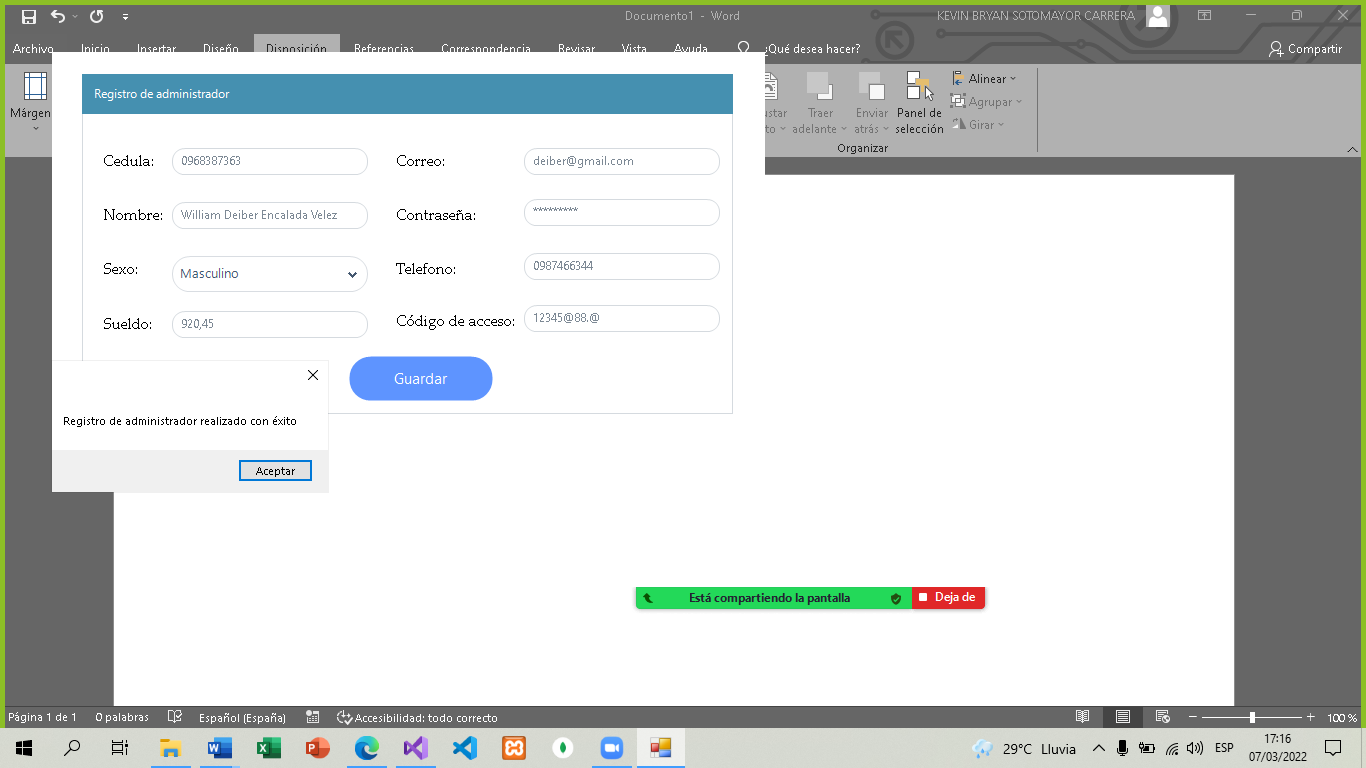 Documento1 - Word
KEVIN BRYAN SOTOMAYOR CARRERA
Archivo Inicio Insertar Diseño Disposición Referencias Correspondencia Revisar Vista Ayuda ¿Qué desea hacer? Compartir
Márgen
Registro de administrador
Cedula: 0968387363
Correo: deiber@gmail.com
Nombre: William Deiber Encalada Velez
Contraseña: *********
Sexo: Masculino
Telefono: 0987466344
Sueldo: 920,45
Código de acceso: 12345@88.@
Guardar
Registro de administrador realizado con éxito
Aceptar
ustar
to
Traer
adelante
Enviar
atrás
Panel de
selección
Alinear
Agrupar
Girar
Organizar
Está compartiendo la pantalla
Deja de
Página 1 de 1 0 palabras Español (España) Accesibilidad: todo correcto 100 %
29°C Lluvia ESP
17:16
07/03/2022